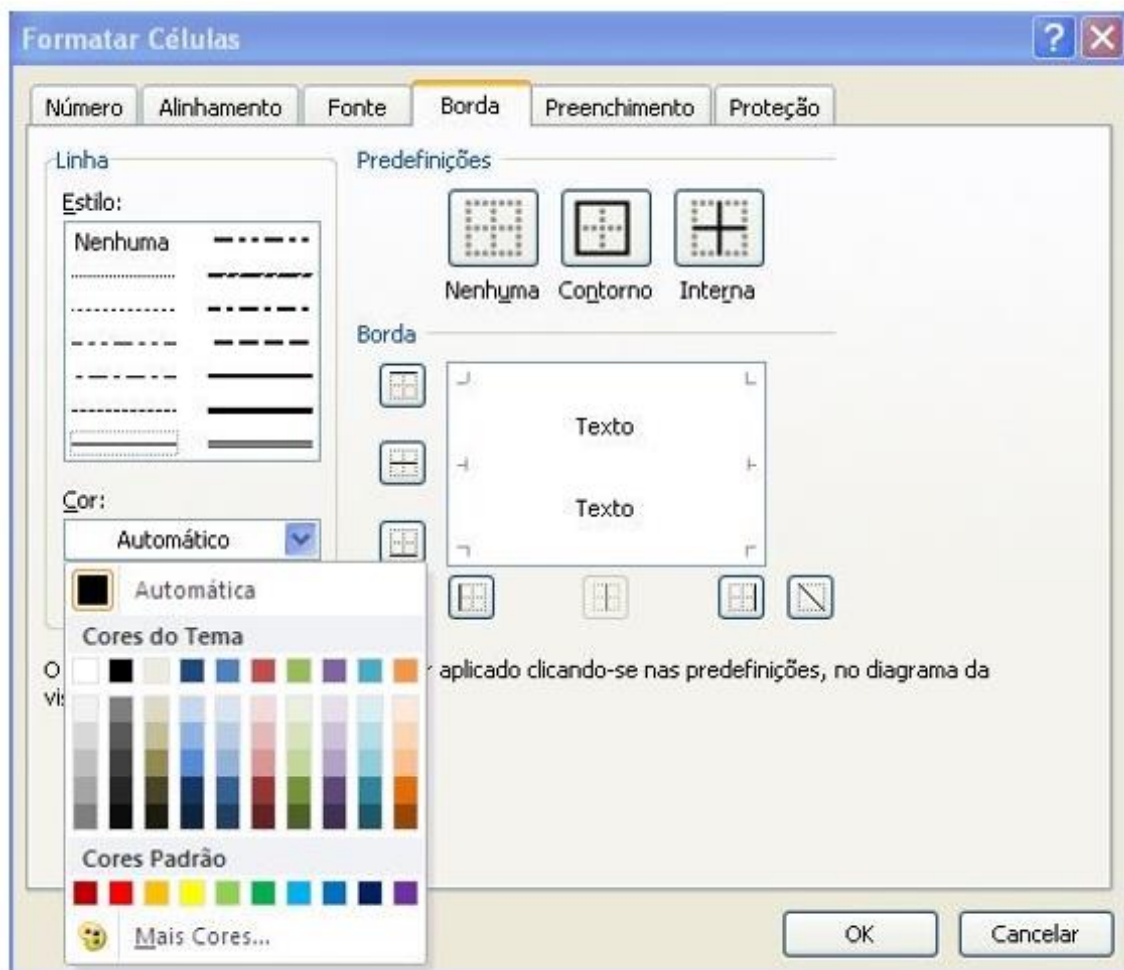 Formatar Células
Número Alinhamento Fonte Borda Preenchimento Proteção
Linha
Estilo:
Nenhuma
Cor:
Automático
Predefinições
Nenhuma Contorno Interna
Borda
Texto
Texto
Automática
Cores do Tema
O
aplicado clicando-se nas predefinições, no diagrama da
Cores Padrão
Mais Cores...
OK Cancelar